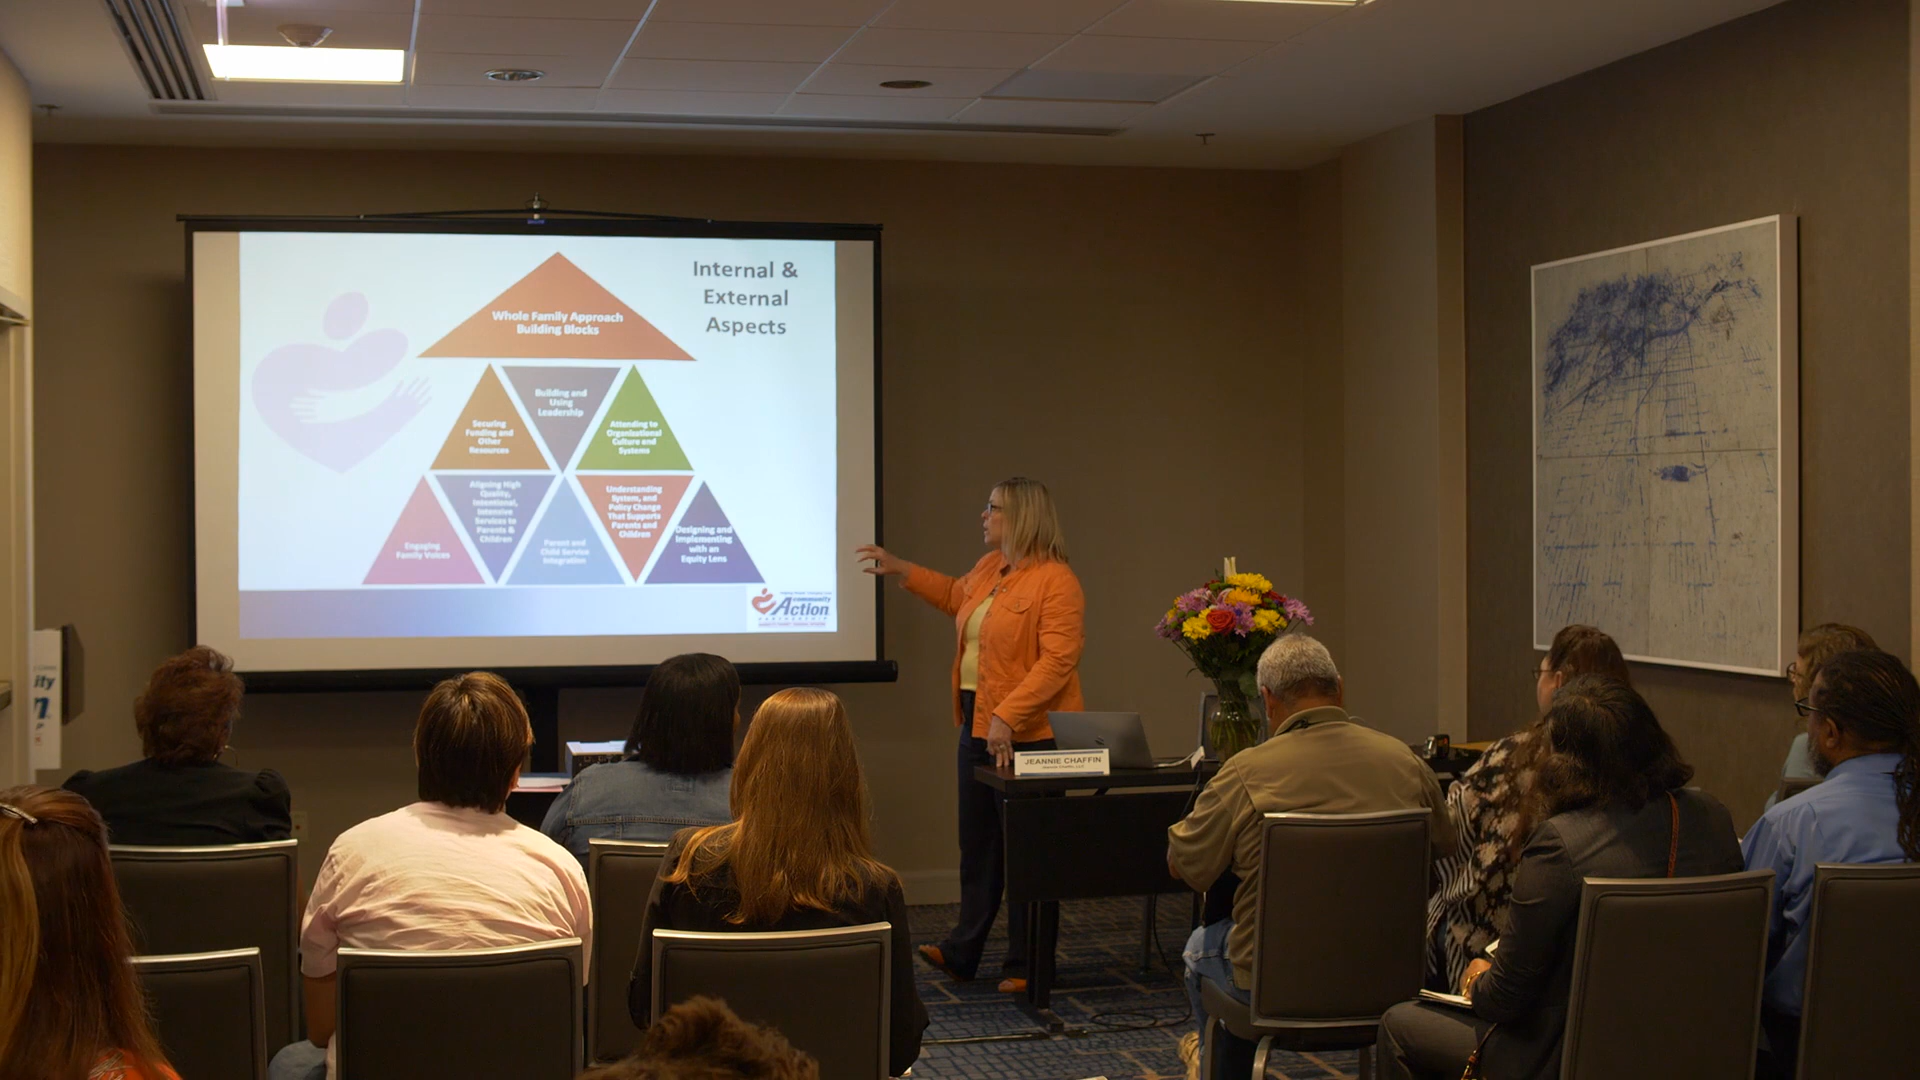 Internal &
External
Aspects
Whole Family Approach
Building Blocks
Building and
Using
Leadership
Securing
Funding and
Other
Resources
Attending to
Organizational
Culture and
Systems
Aligning High
Quality,
Intentional,
Intensive
Services to
Parents &
Children
Understanding
System, and
Policy Change
That Supports
Parents and
Children
Engaging
Family Voices
Parent and
Child Service
Integration
Designing and
Implementing
with an
Equity Lens
community
Action
PARTNERSHIP
JEANNIE CHAFFIN